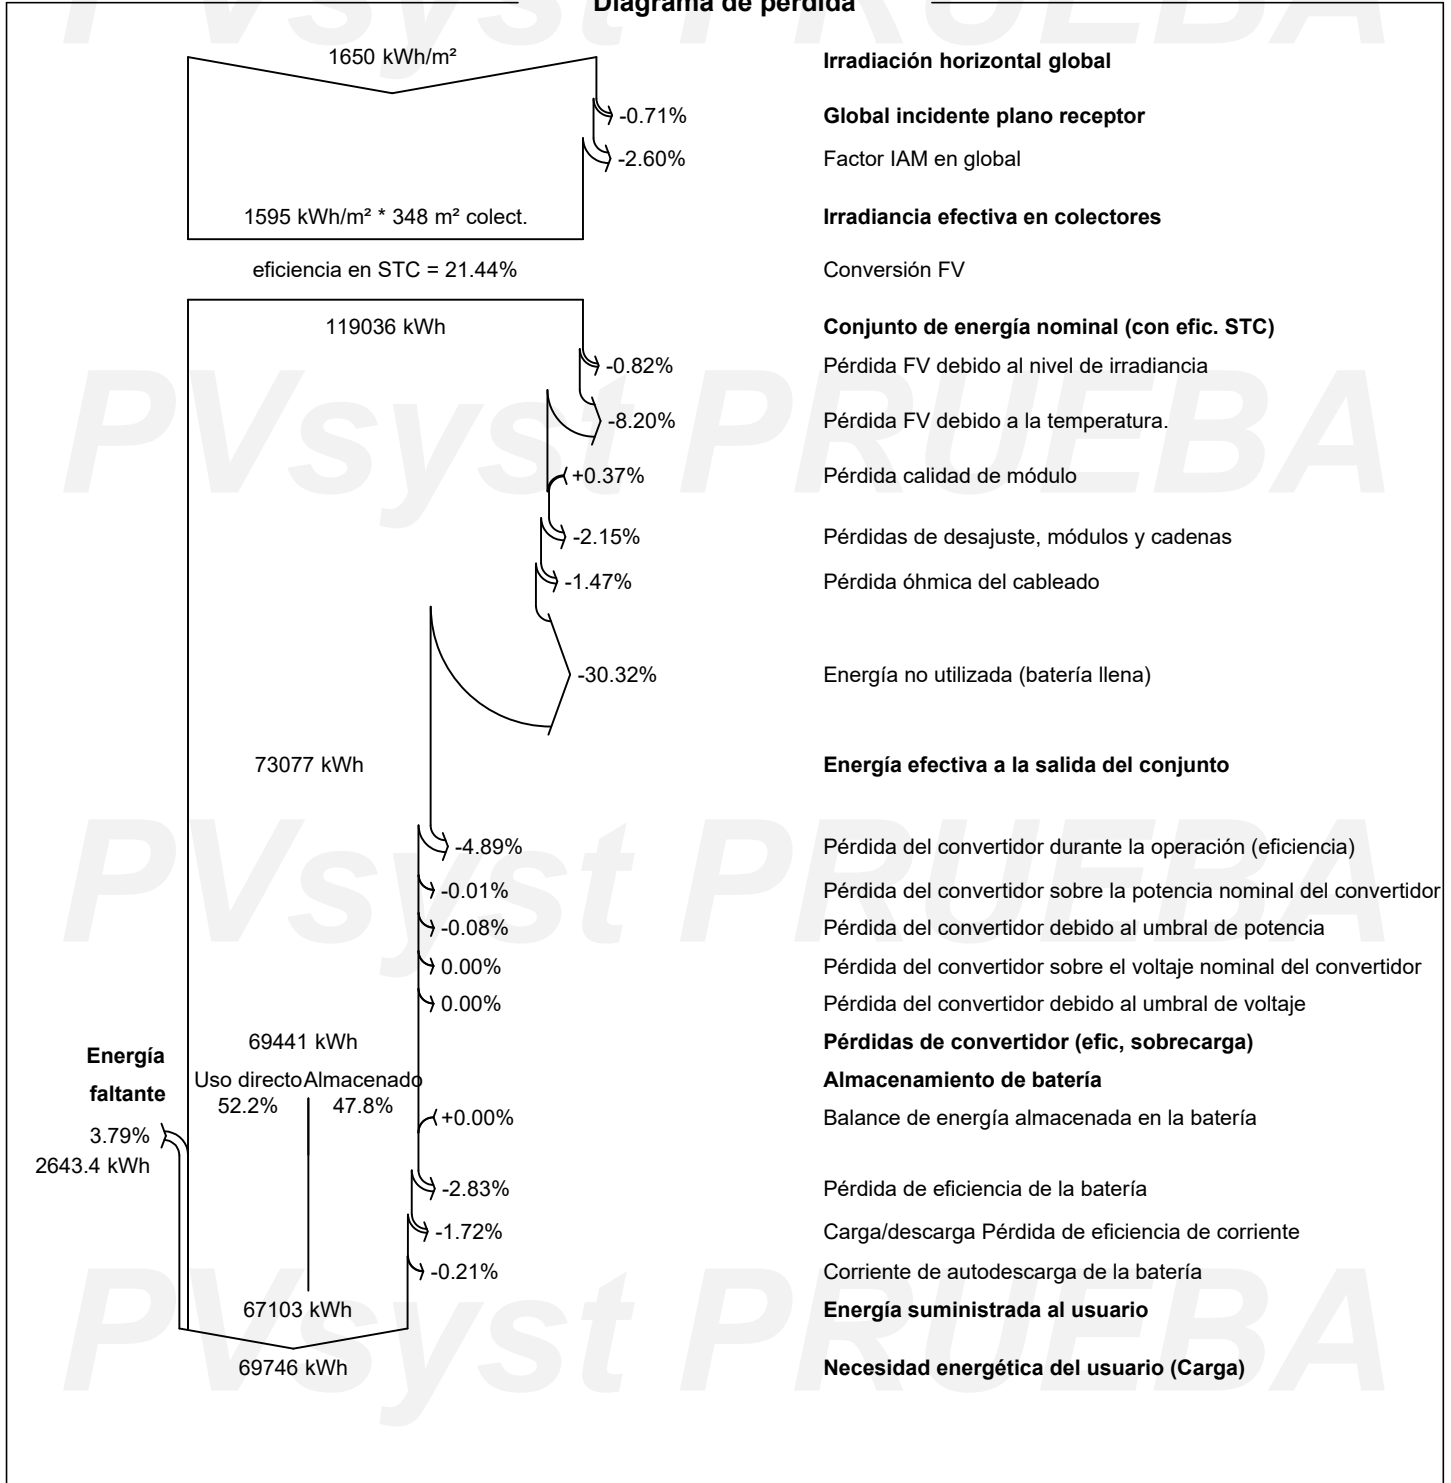 Diagrama de pérdida
1650 kWh/m²
Irradiación horizontal global
-0.71%
Global incidente plano receptor
-2.60%
Factor IAM en global
1595 kWh/m² * 348 m² colect.
Irradiancia efectiva en colectores
eficiencia en STC = 21.44%
Conversión FV
119036 kWh
Conjunto de energía nominal (con efic. STC)
-0.82%
Pérdida FV debido al nivel de irradiancia
-8.20%
Pérdida FV debido a la temperatura.
+0.37%
Pérdida calidad de módulo
-2.15%
Pérdidas de desajuste, módulos y cadenas
-1.47%
Pérdida óhmica del cableado
-30.32%
Energía no utilizada (batería llena)
73077 kWh
Energía efectiva a la salida del conjunto
-4.89%
Pérdida del convertidor durante la operación (eficiencia)
-0.01%
Pérdida del convertidor sobre la potencia nominal del convertidor
-0.08%
Pérdida del convertidor debido al umbral de potencia
0.00%
Pérdida del convertidor sobre el voltaje nominal del convertidor
0.00%
Pérdida del convertidor debido al umbral de voltaje
69441 kWh
Pérdidas de convertidor (efic, sobrecarga)
Energía
faltante
Uso directo Almacenado
Almacenamiento de batería
52.2% 47.8%
+0.00%
Balance de energía almacenada en la batería
3.79%
2643.4 kWh
-2.83%
Pérdida de eficiencia de la batería
-1.72%
Carga/descarga Pérdida de eficiencia de corriente
-0.21%
Corriente de autodescarga de la batería
67103 kWh
Energía suministrada al usuario
69746 kWh
Necesidad energética del usuario (Carga)
PVsyst PRUEBA
PVsyst PRUEBA
PVsyst PRUEBA
PVsyst PRUEBA